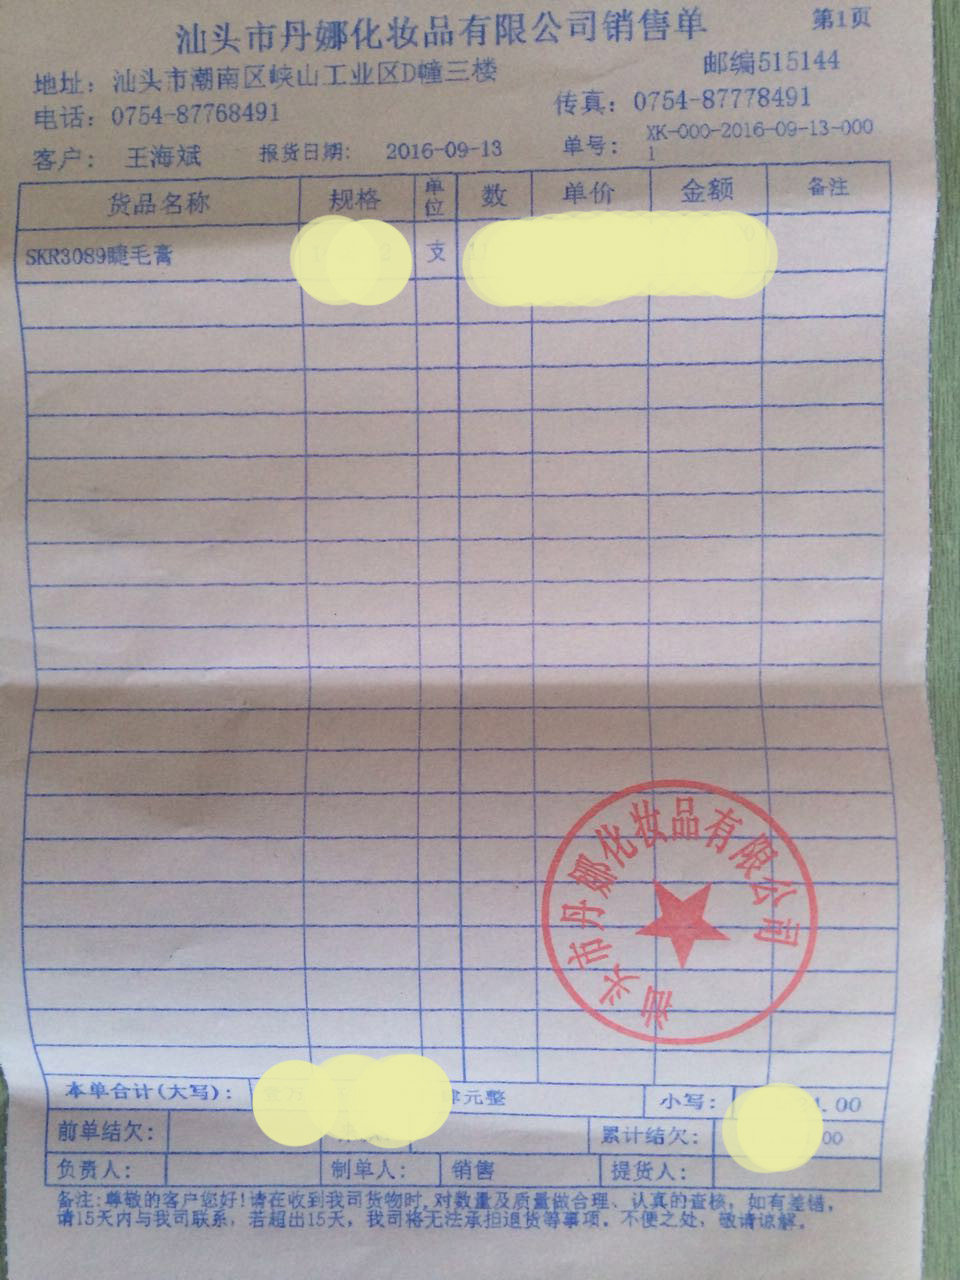 汕头市丹娜化妆品有限公司销售单 第1页
地址：汕头市潮南区峡山工业区D幢三楼 邮编515144
电话：0754-87768491 传真：0754-87778491
客户：王海斌 报货日期：2016-09-13 单号：XK-000-2016-09-13-0001
货品名称 规格 单位 数 单价 金额 备注
SKR3089睫毛膏 支
汕头市丹娜化妆品有限公司
本单合计(大写)： 肆元整 小写： 4.00
前单结欠： 累计结欠： .00
负责人： 制单人： 销售 提货人：
备注:尊敬的客户您好!请在收到我司货物时,对数量及质量做合理、认真的查核，如有差错，
请15天内与我司联系，若超出15天，我司将无法承担退货等事项。不便之处，敬请谅解。